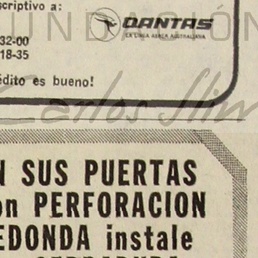 scriptivo a:
FUNDACIÓN
QANTAS
LA LINEA AEREA AUSTRALIANA
32-00
18-35
édito es bueno!
Carlos Slim
N SUS PUERTAS
on PERFORACION
EDONDA instale